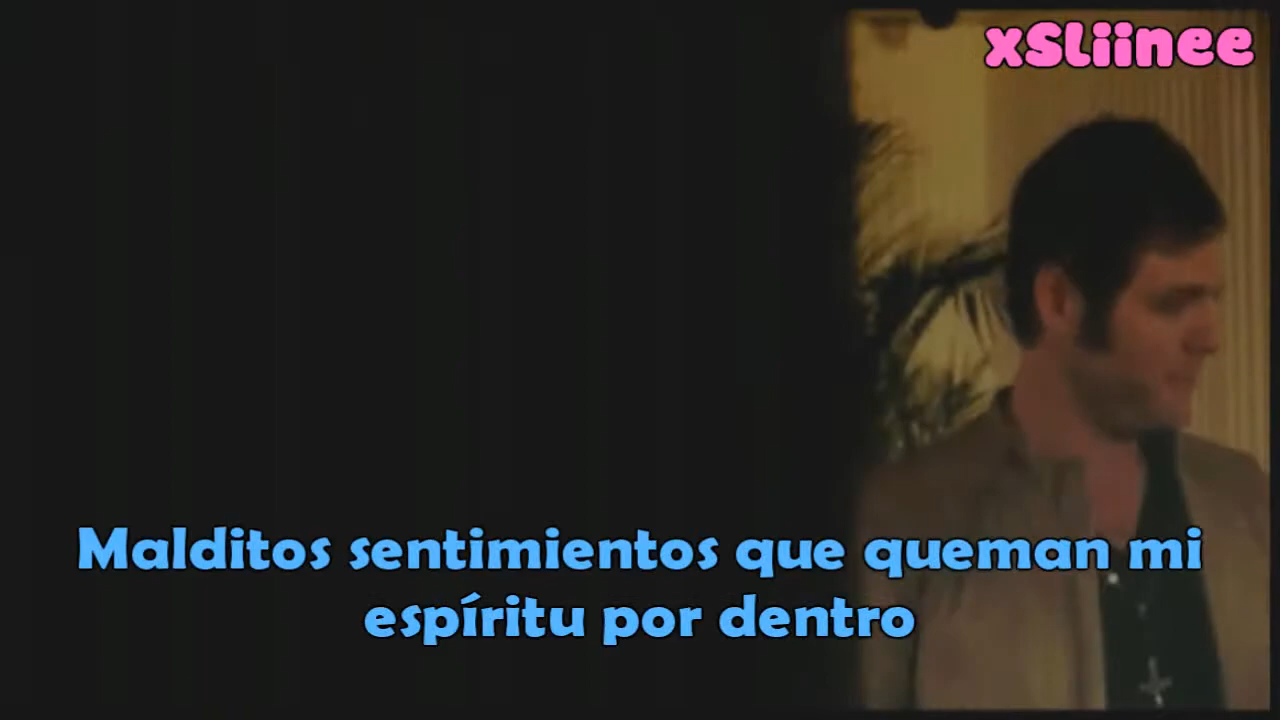 xSLiinee
Malditos sentimientos que queman mi
espíritu por dentro